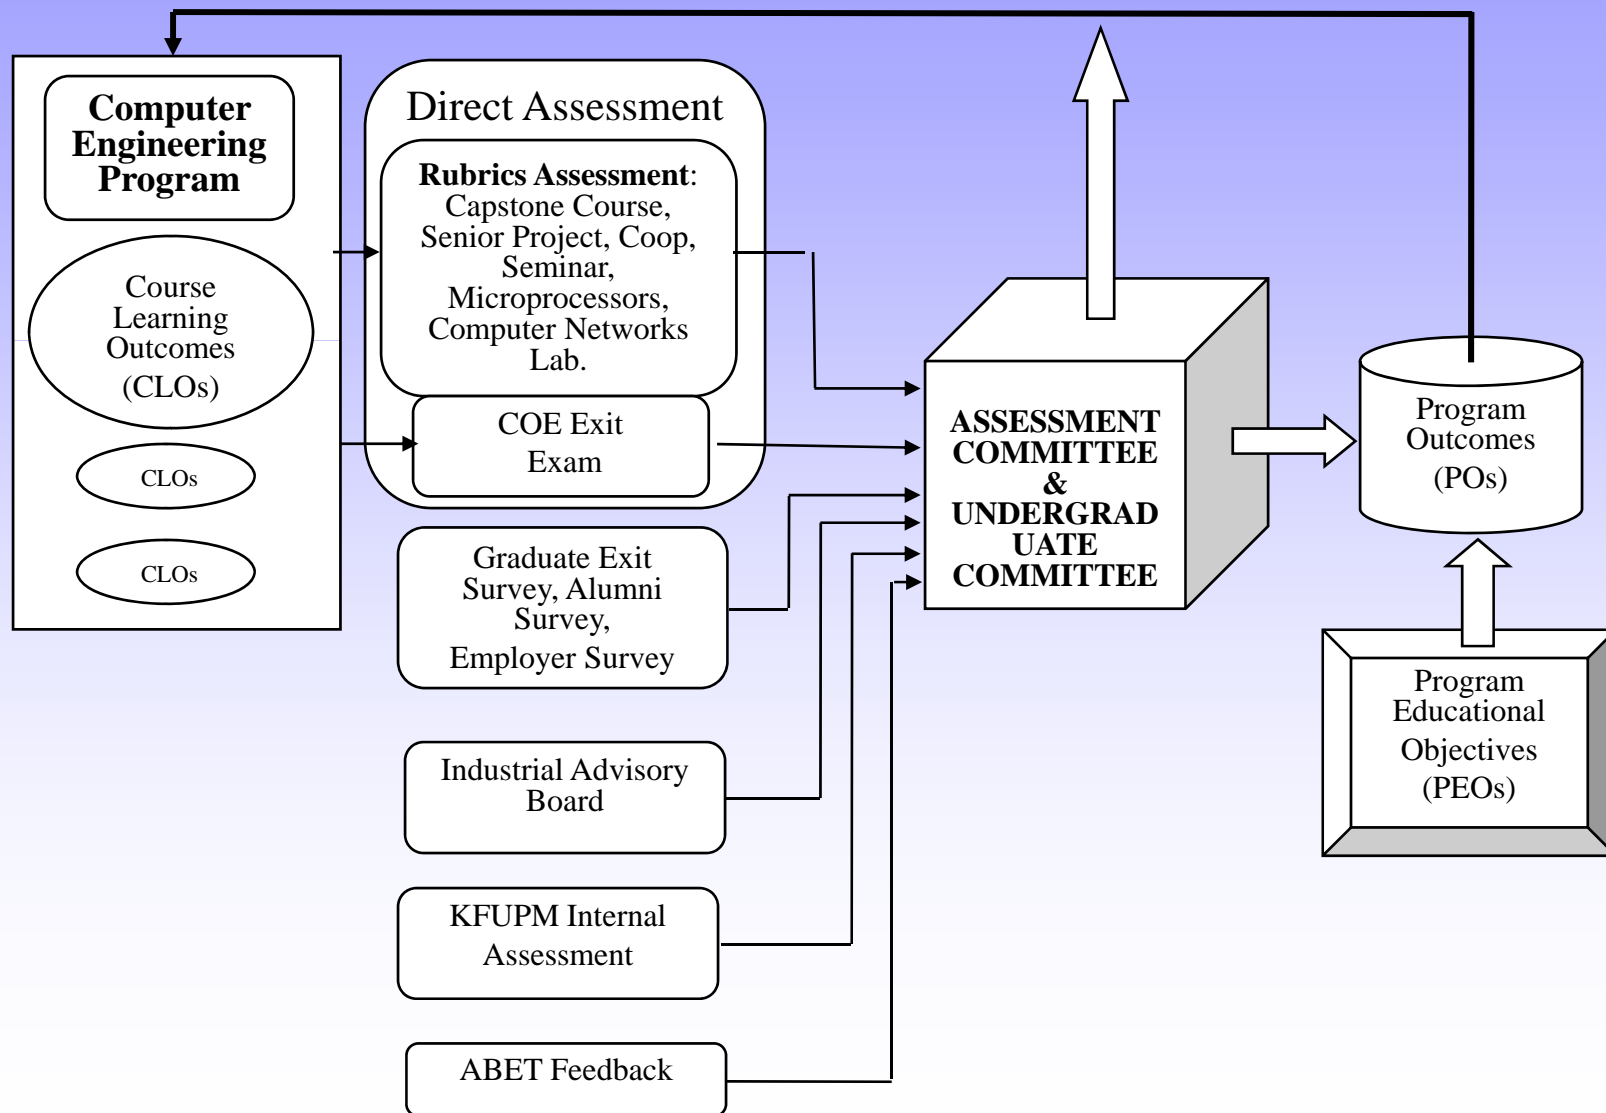 Computer
Engineering
Program
Course
Learning
Outcomes
(CLOs)
CLOs
CLOs
Direct Assessment
Rubrics Assessment:
Capstone Course,
Senior Project, Coop,
Seminar,
Microprocessors,
Computer Networks
Lab.
COE Exit
Exam
Graduate Exit
Survey, Alumni
Survey,
Employer Survey
Industrial Advisory
Board
KFUPM Internal
Assessment
ABET Feedback
ASSESSMENT
COMMITTEE
&
UNDERGRAD
UATE
COMMITTEE
Program
Outcomes
(POs)
Program
Educational
Objectives
(PEOs)